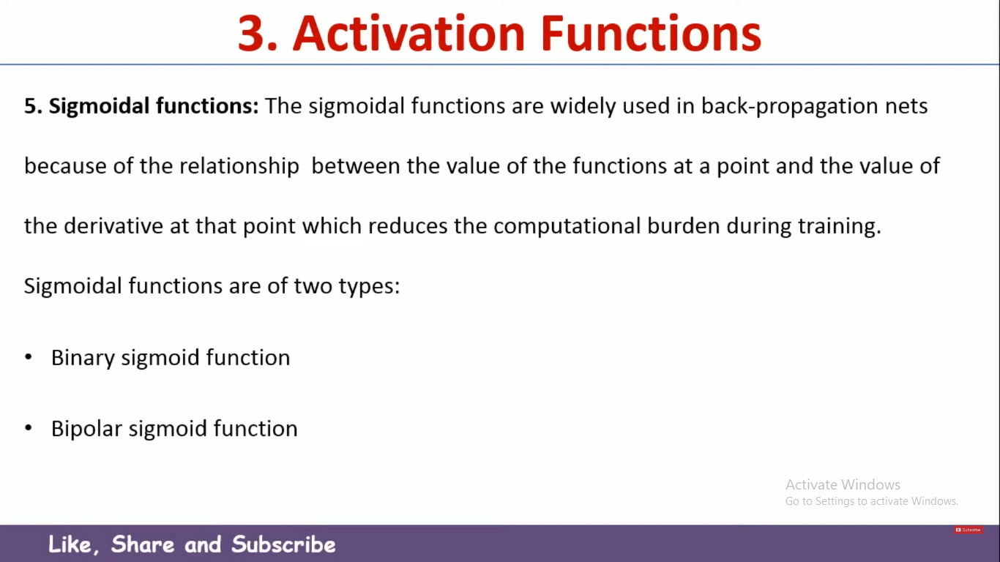 3. Activation Functions
5. Sigmoidal functions: The sigmoidal functions are widely used in back-propagation nets
because of the relationship  between the value of the functions at a point and the value of
the derivative at that point which reduces the computational burden during training.
Sigmoidal functions are of two types:
• Binary sigmoid function
• Bipolar sigmoid function
Activate Windows
Go to Settings to activate Windows.
Subscribe
Like, Share and Subscribe